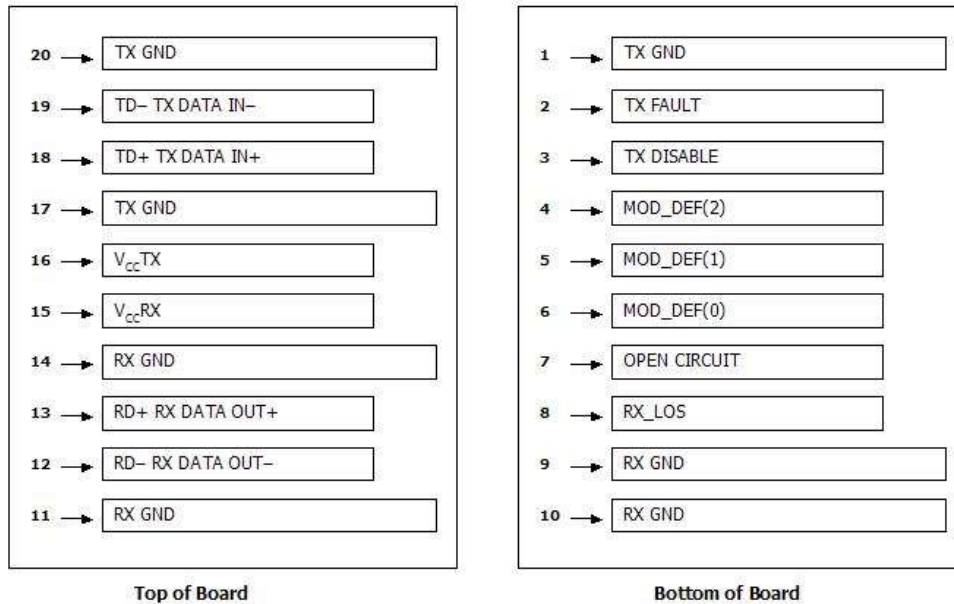 20 TX GND
19 TD– TX DATA IN–
18 TD+ TX DATA IN+
17 TX GND
16 VCCTX
15 VCCRX
14 RX GND
13 RD+ RX DATA OUT+
12 RD– RX DATA OUT–
11 RX GND
Top of Board
1 TX GND
2 TX FAULT
3 TX DISABLE
4 MOD_DEF(2)
5 MOD_DEF(1)
6 MOD_DEF(0)
7 OPEN CIRCUIT
8 RX_LOS
9 RX GND
10 RX GND
Bottom of Board